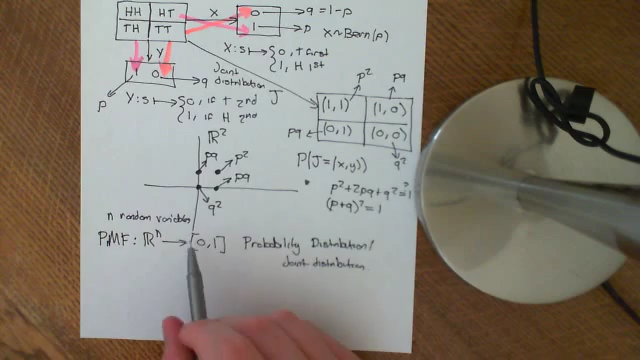 HH HT
TH TT
X
0 → q = 1-p
1 → p X~Bern(p)
X: s ↦ { 0, T first
1, H 1st
Y
1 0
p
q
Joint distribution
J
Y: s ↦ { 0, if T 2nd
1, if H 2nd
p² pq
(1,1) (1,0)
(0,1) (0,0)
pq
q²
ℝ²
pq p²
pq
q²
P(J=(x,y))
p²+2pq+q² =? 1
(p+q)² = 1
n random variables
PMF: ℝⁿ → [0,1] Probability Distribution/
Joint distribution